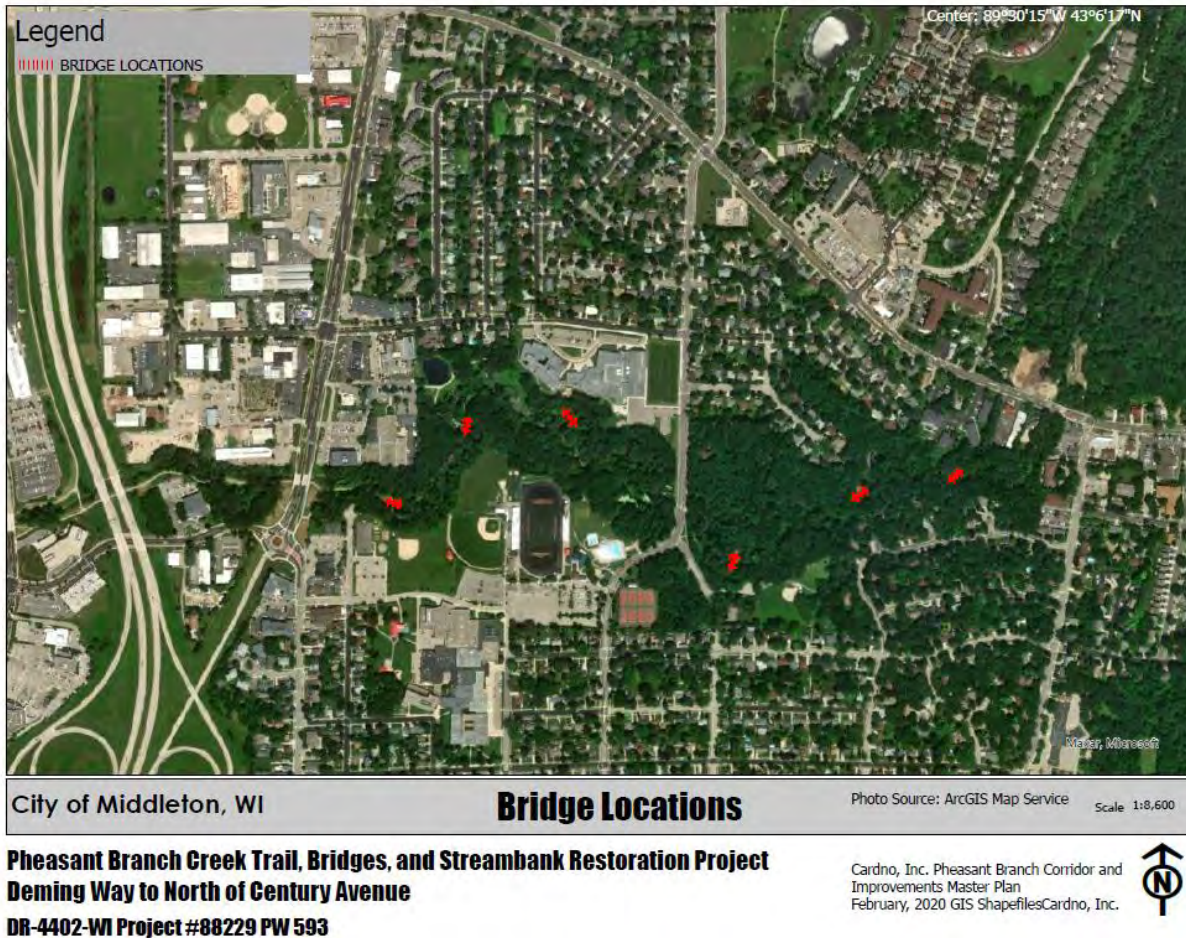 Center: 89°30'15"W 43°6'17"N
Legend
BRIDGE LOCATIONS
Maxar, Microsoft
City of Middleton, WI
Bridge Locations
Photo Source: ArcGIS Map Service
Scale 1:8,600
Pheasant Branch Creek Trail, Bridges, and Streambank Restoration Project
Deming Way to North of Century Avenue
DR-4402-WI Project #88229 PW 593
Cardno, Inc. Pheasant Branch Corridor and
Improvements Master Plan
February, 2020 GIS ShapefilesCardno, Inc.
N